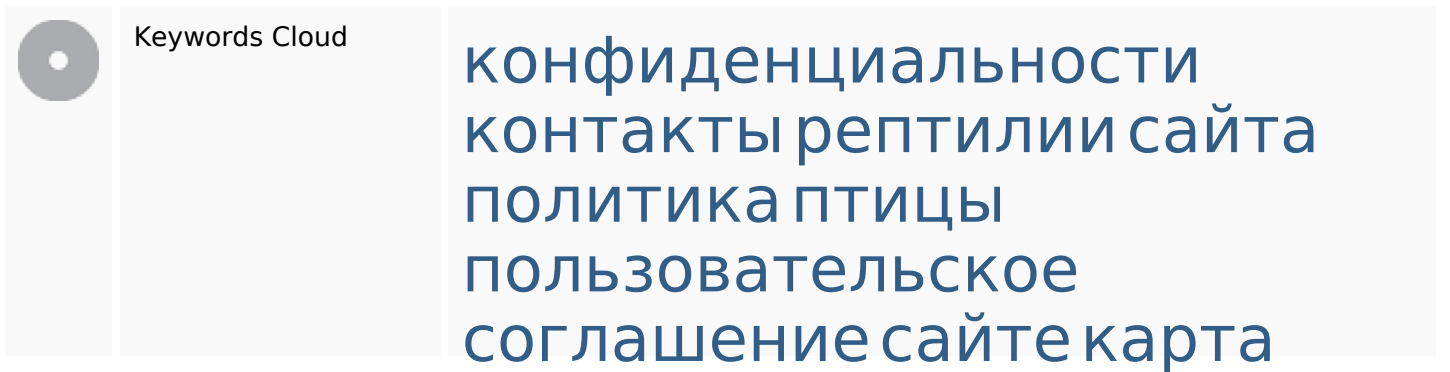 Keywords Cloud
конфиденциальности
контакты рептилии сайта
политика птицы
пользовательское
соглашение сайте карта